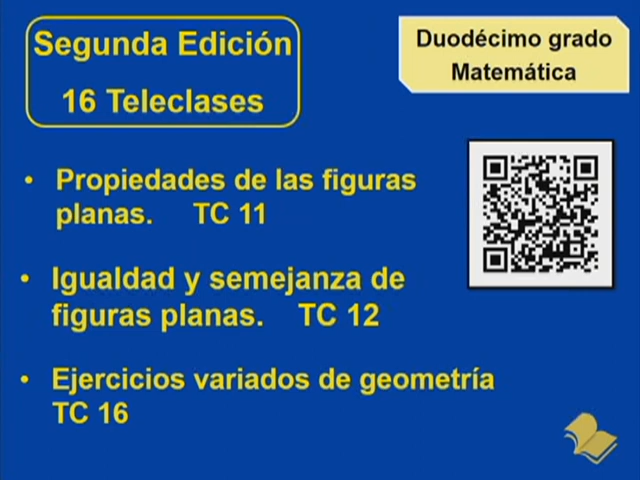 Segunda Edición
16 Teleclases
Duodécimo grado
Matemática
• Propiedades de las figuras
planas. TC 11
• Igualdad y semejanza de
figuras planas. TC 12
• Ejercicios variados de geometría
TC 16